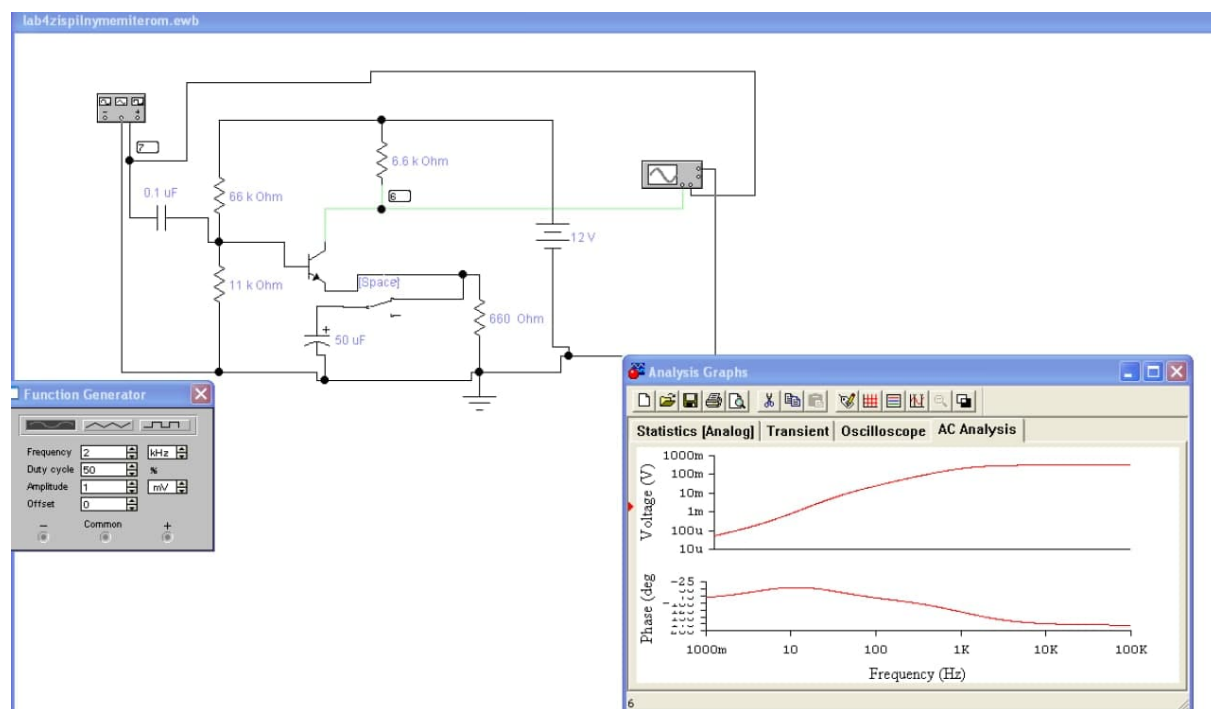 lab4zispilnymemiterom.ewb
7
0.1 uF
66 k Ohm
6.6 k Ohm
6
12 V
11 k Ohm
[Space]
660 Ohm
+
50 uF
Function Generator
Frequency 2 kHz
Duty cycle 50 %
Amplitude 1 mV
Offset 0
− Common +
Analysis Graphs
Statistics [Analog] Transient Oscilloscope AC Analysis
Voltage (V)
1000m
100m
10m
1m
100u
10u
Phase (deg
-25
1000m 10 100 1K 10K 100K
Frequency (Hz)
6